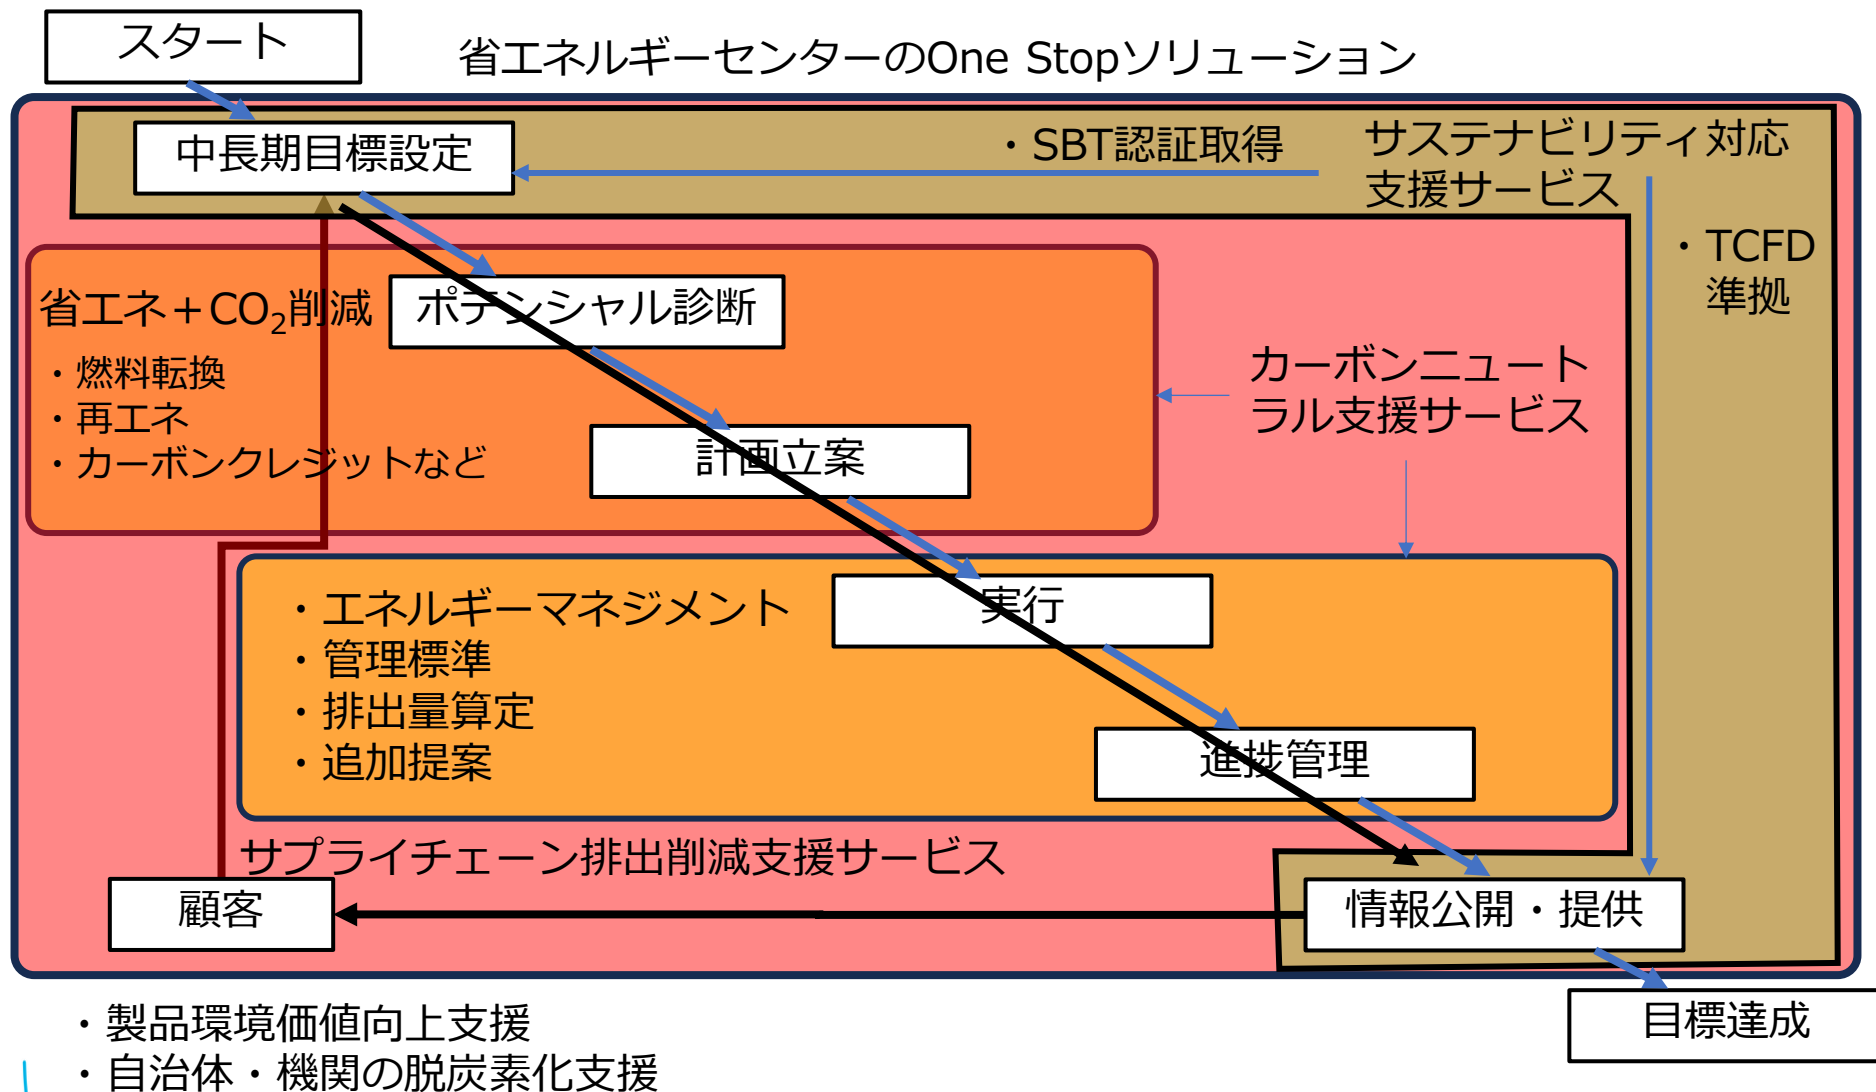 スタート
省エネルギーセンターのOne Stopソリューション
中長期目標設定
・SBT認証取得
サステナビリティ対応
支援サービス
・TCFD
準拠
省エネ+CO₂削減
ポテンシャル診断
・燃料転換
・再エネ
・カーボンクレジットなど
カーボンニュート
ラル支援サービス
計画立案
・エネルギーマネジメント
・管理標準
・排出量算定
・追加提案
実行
進捗管理
サプライチェーン排出削減支援サービス
顧客
情報公開・提供
目標達成
・製品環境価値向上支援
・自治体・機関の脱炭素化支援